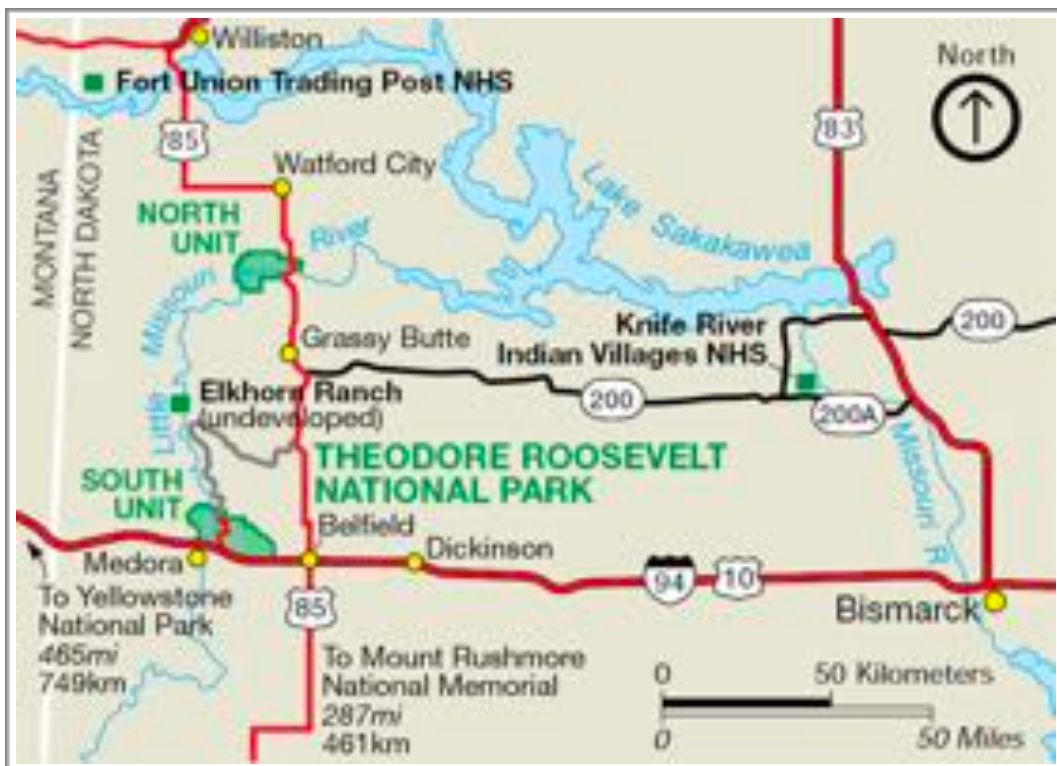 Williston
North
Fort Union Trading Post NHS
85
83
Watford City
NORTH
UNIT
River
Lake Sakakawea
MONTANA
NORTH DAKOTA
Little Missouri
Grassy Butte
Knife River
Indian Villages NHS
200
200
200A
Elkhorn Ranch
(undeveloped)
Missouri R
THEODORE ROOSEVELT
NATIONAL PARK
SOUTH
UNIT
Belfield
Dickinson
Medora
94
10
85
Bismarck
To Yellowstone
National Park
465mi
749km
To Mount Rushmore
National Memorial
287mi
461km
0 50 Kilometers
0 50 Miles